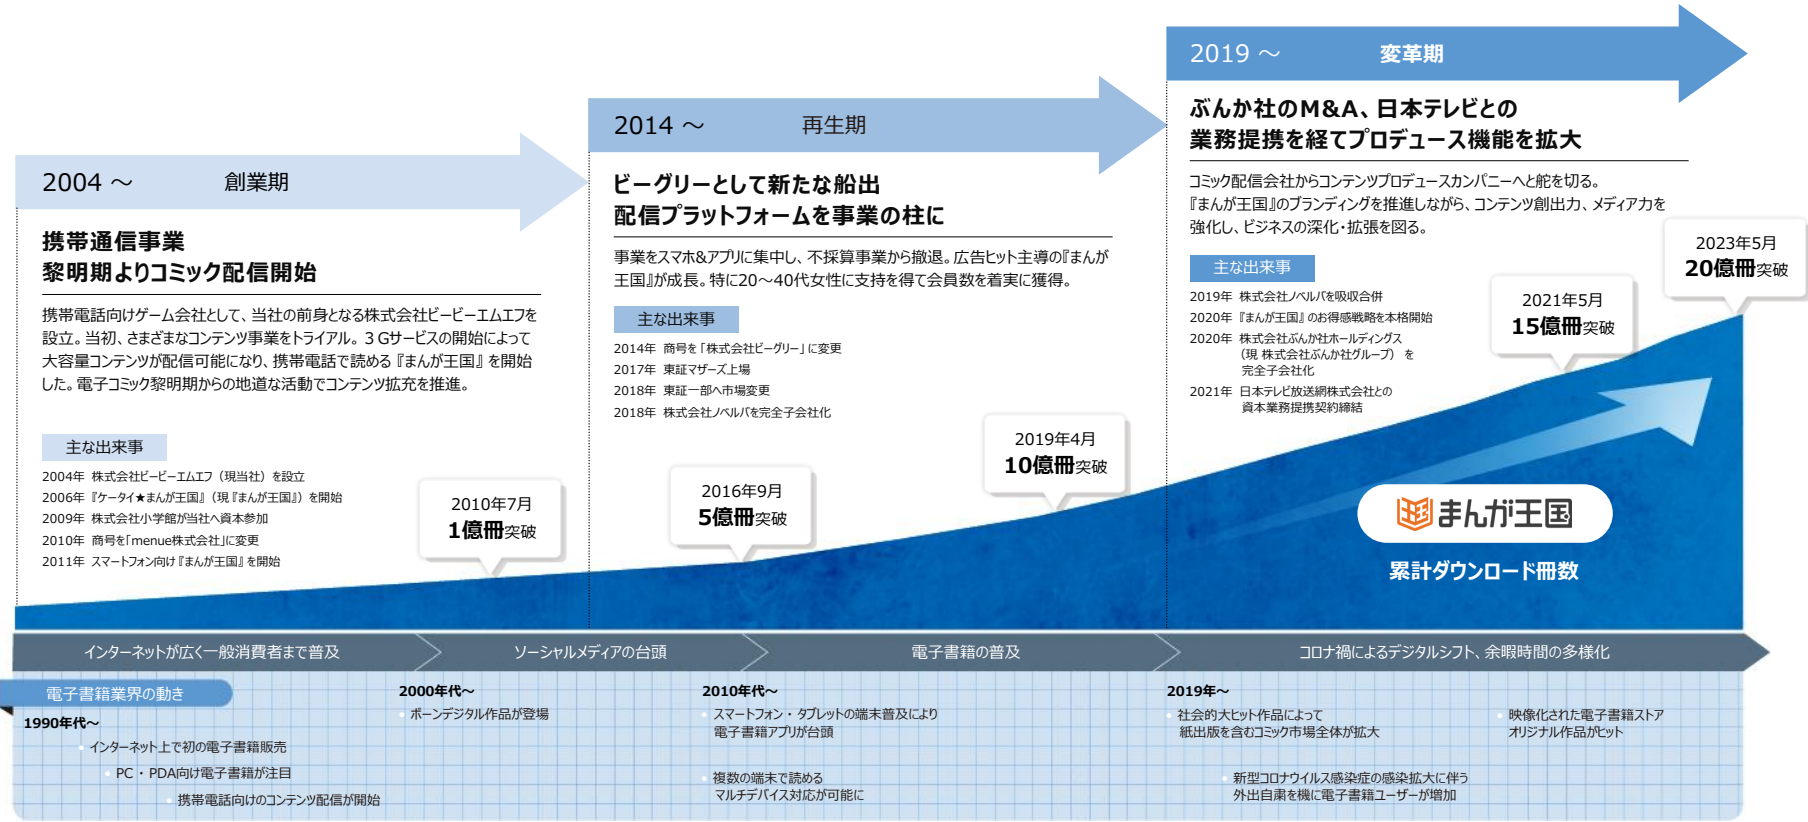 2004 ～ 創業期
携帯通信事業
黎明期よりコミック配信開始
携帯電話向けゲーム会社として、当社の前身となる株式会社ビービーエムエフを
設立。当初、さまざまなコンテンツ事業をトライアル。３Gサービスの開始によって
大容量コンテンツが配信可能になり、携帯電話で読める『まんが王国』を開始
した。電子コミック黎明期からの地道な活動でコンテンツ拡充を推進。
主な出来事
2004年 株式会社ビービーエムエフ（現当社）を設立
2006年『ケータイ★まんが王国』（現『まんが王国』）を開始
2009年 株式会社小学館が当社へ資本参加
2010年 商号を「menue株式会社」に変更
2011年 スマートフォン向け『まんが王国』を開始
2010年7月
1億冊突破
2014 ～ 再生期
ビーグリーとして新たな船出
配信プラットフォームを事業の柱に
事業をスマホ&アプリに集中し、不採算事業から撤退。広告ヒット主導の『まんが
王国』が成長。特に20～40代女性に支持を得て会員数を着実に獲得。
主な出来事
2014年 商号を「株式会社ビーグリー」に変更
2017年 東証マザーズ上場
2018年 東証一部へ市場変更
2018年 株式会社ノベルバを完全子会社化
2016年9月
5億冊突破
2019年4月
10億冊突破
2019 ～ 変革期
ぶんか社のM&A、日本テレビとの
業務提携を経てプロデュース機能を拡大
コミック配信会社からコンテンツプロデュースカンパニーへと舵を切る。
『まんが王国』のブランディングを推進しながら、コンテンツ創出力、メディア力を
強化し、ビジネスの深化・拡張を図る。
主な出来事
2019年 株式会社ノベルバを吸収合併
2020年『まんが王国』のお得感戦略を本格開始
2020年 株式会社ぶんか社ホールディングス
（現 株式会社ぶんか社グループ） を
完全子会社化
2021年 日本テレビ放送網株式会社との
資本業務提携契約締結
2021年5月
15億冊突破
2023年5月
20億冊突破
まんが王国
累計ダウンロード冊数
インターネットが広く一般消費者まで普及
ソーシャルメディアの台頭
電子書籍の普及
コロナ禍によるデジタルシフト、余暇時間の多様化
電子書籍業界の動き
1990年代～
インターネット上で初の電子書籍販売
PC・PDA向け電子書籍が注目
携帯電話向けのコンテンツ配信が開始
2000年代～
ボーンデジタル作品が登場
2010年代～
スマートフォン・タブレットの端末普及により
電子書籍アプリが台頭
複数の端末で読める
マルチデバイス対応が可能に
2019年～
社会的大ヒット作品によって
紙出版を含むコミック市場全体が拡大
新型コロナウイルス感染症の感染拡大に伴う
外出自粛を機に電子書籍ユーザーが増加
映像化された電子書籍ストア
オリジナル作品がヒット